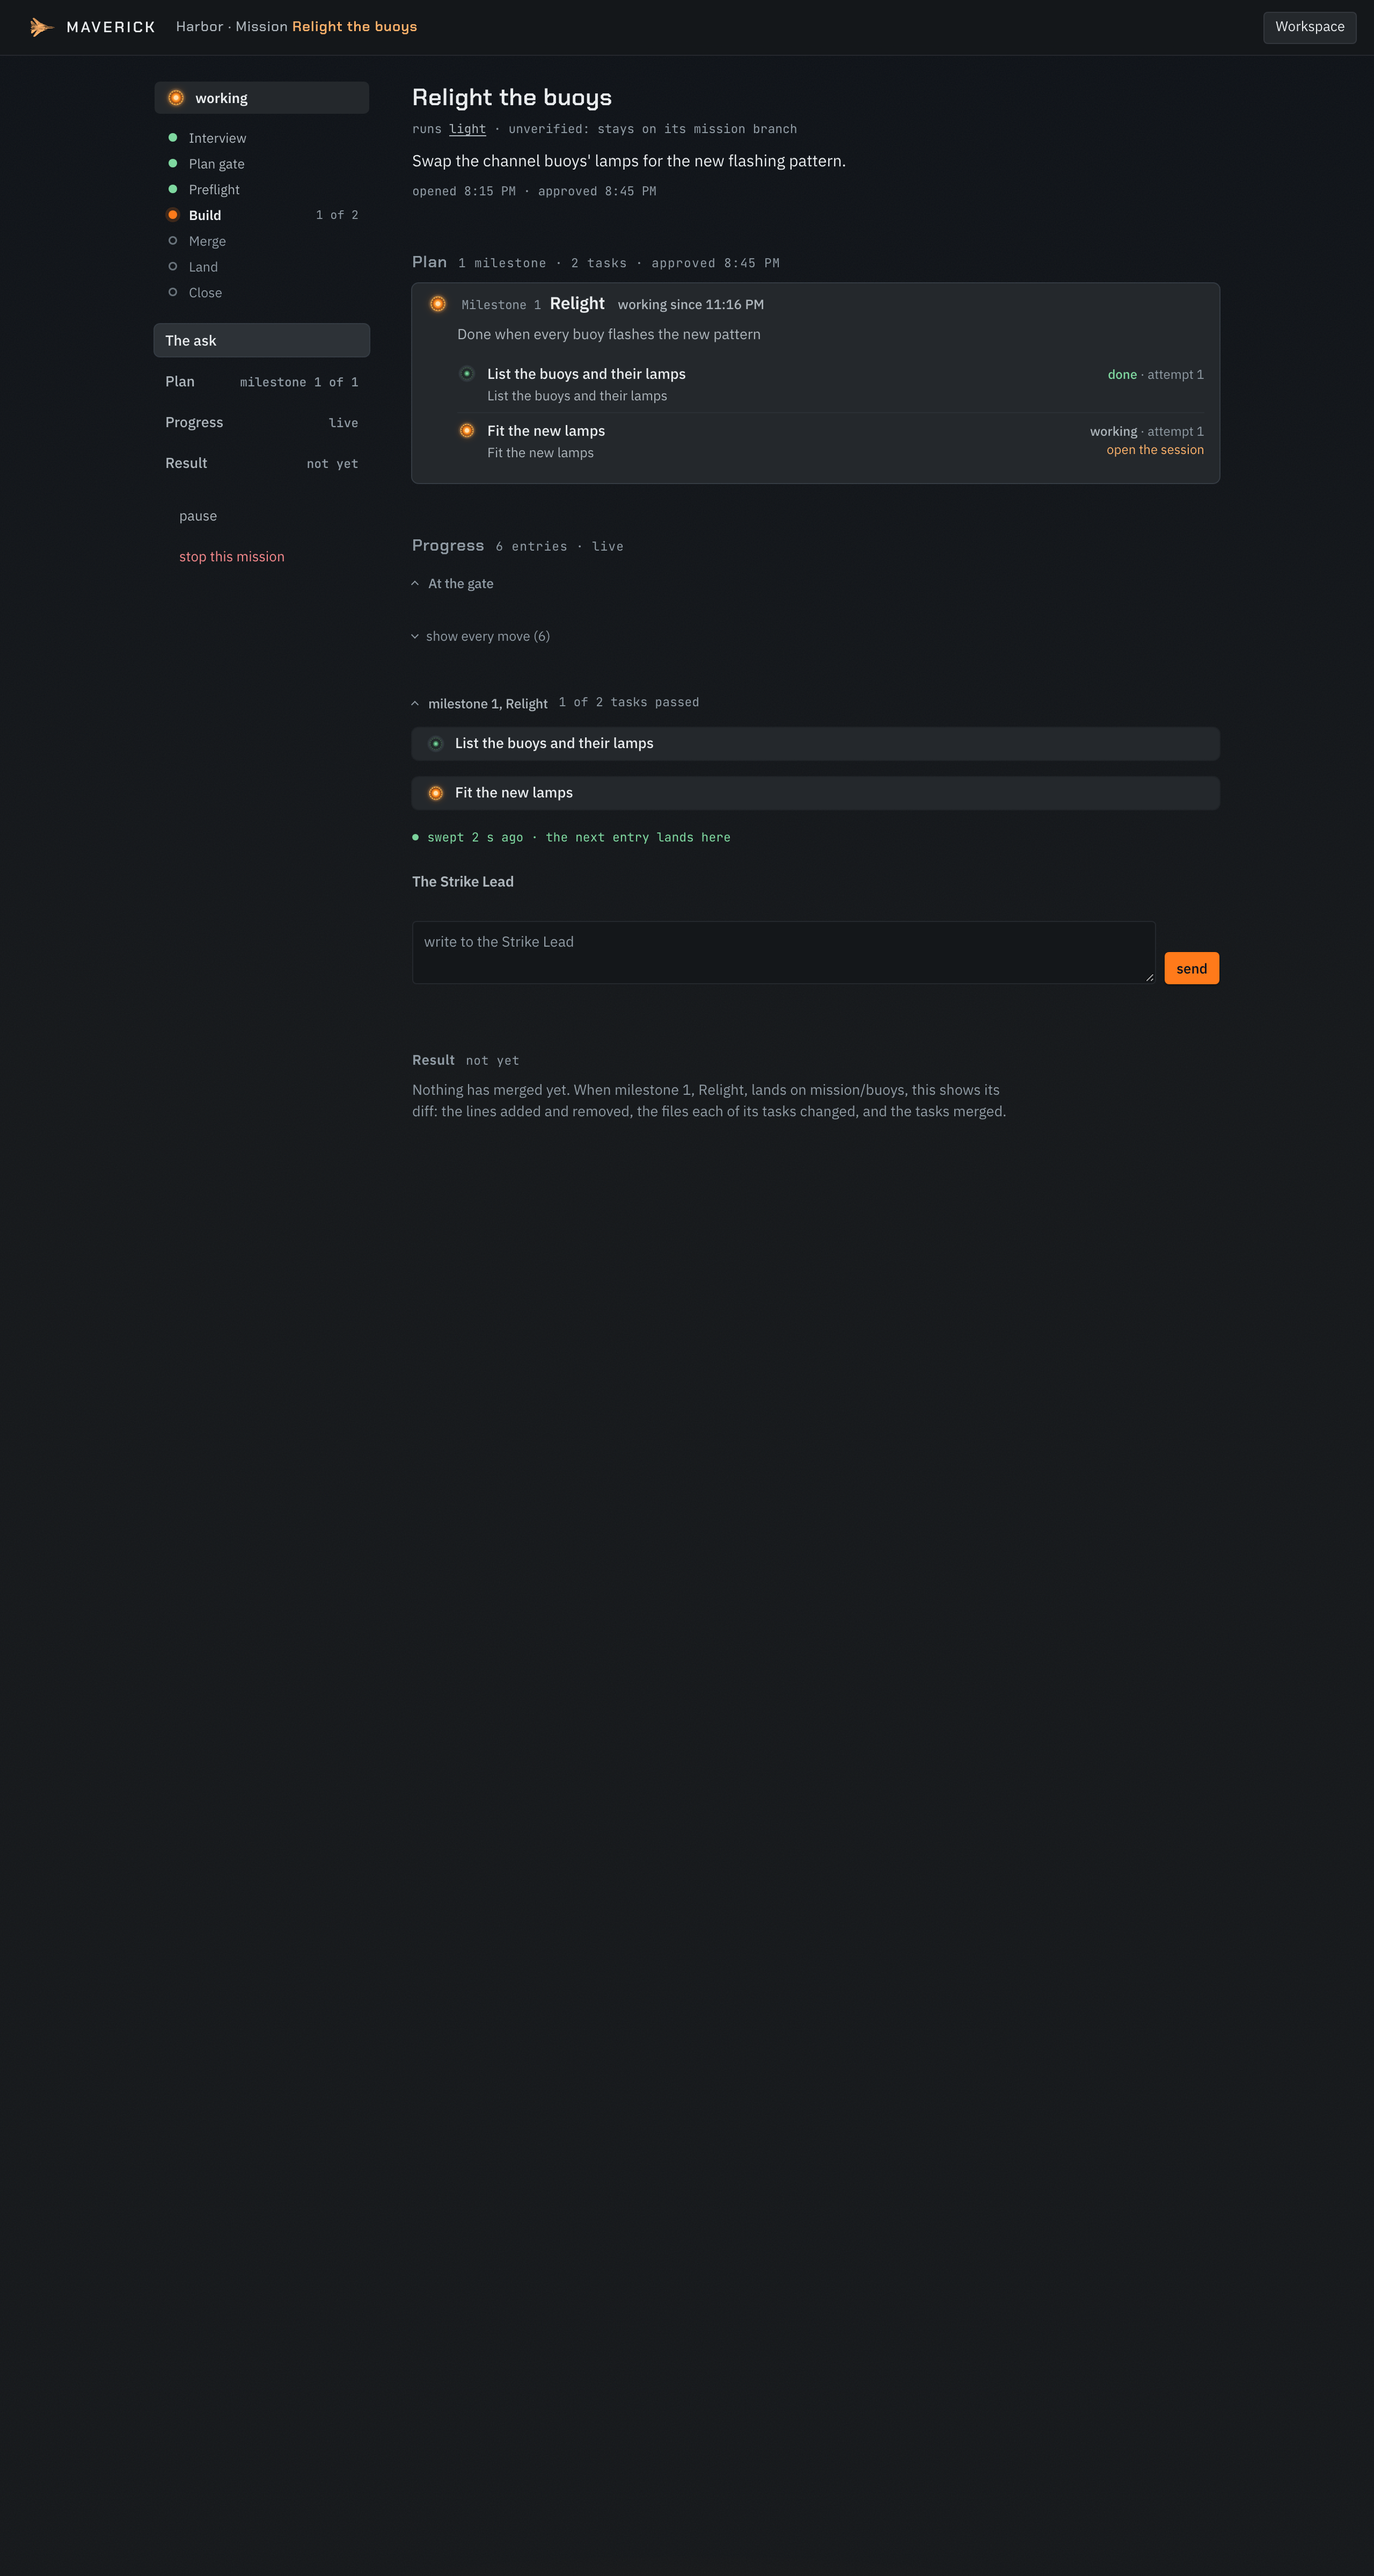 MAVERICK
Harbor · Mission Relight the buoys
Workspace
working
Interview
Plan gate
Preflight
Build 1 of 2
Merge
Land
Close
The ask
Plan milestone 1 of 1
Progress live
Result not yet
pause
stop this mission
Relight the buoys
runs light · unverified: stays on its mission branch
Swap the channel buoys' lamps for the new flashing pattern.
opened 8:15 PM · approved 8:45 PM
Plan 1 milestone · 2 tasks · approved 8:45 PM
Milestone 1 Relight working since 11:16 PM
Done when every buoy flashes the new pattern
List the buoys and their lamps done · attempt 1
List the buoys and their lamps
Fit the new lamps working · attempt 1
Fit the new lamps open the session
Progress 6 entries · live
At the gate
show every move (6)
milestone 1, Relight 1 of 2 tasks passed
List the buoys and their lamps
Fit the new lamps
swept 2 s ago · the next entry lands here
The Strike Lead
write to the Strike Lead
send
Result not yet
Nothing has merged yet. When milestone 1, Relight, lands on mission/buoys, this shows its
diff: the lines added and removed, the files each of its tasks changed, and the tasks merged.